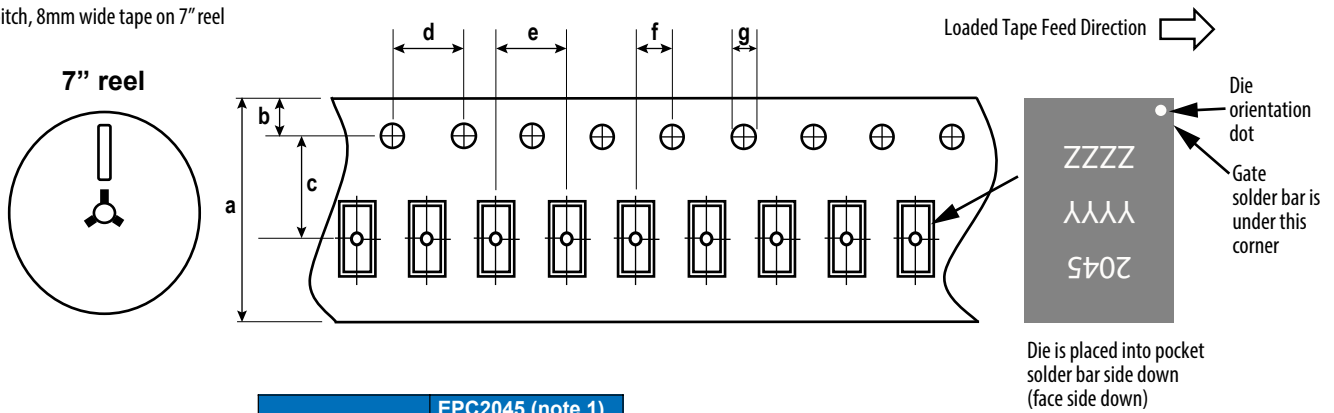 itch, 8mm wide tape on 7” reel
Loaded Tape Feed Direction
7” reel
a
b
c
d
e
f
g
Die
orientation
dot
Gate
solder bar is
under this
corner
ZZZZ
YYYY
2045
Die is placed into pocket
solder bar side down
(face side down)
EPC2045 (note 1)